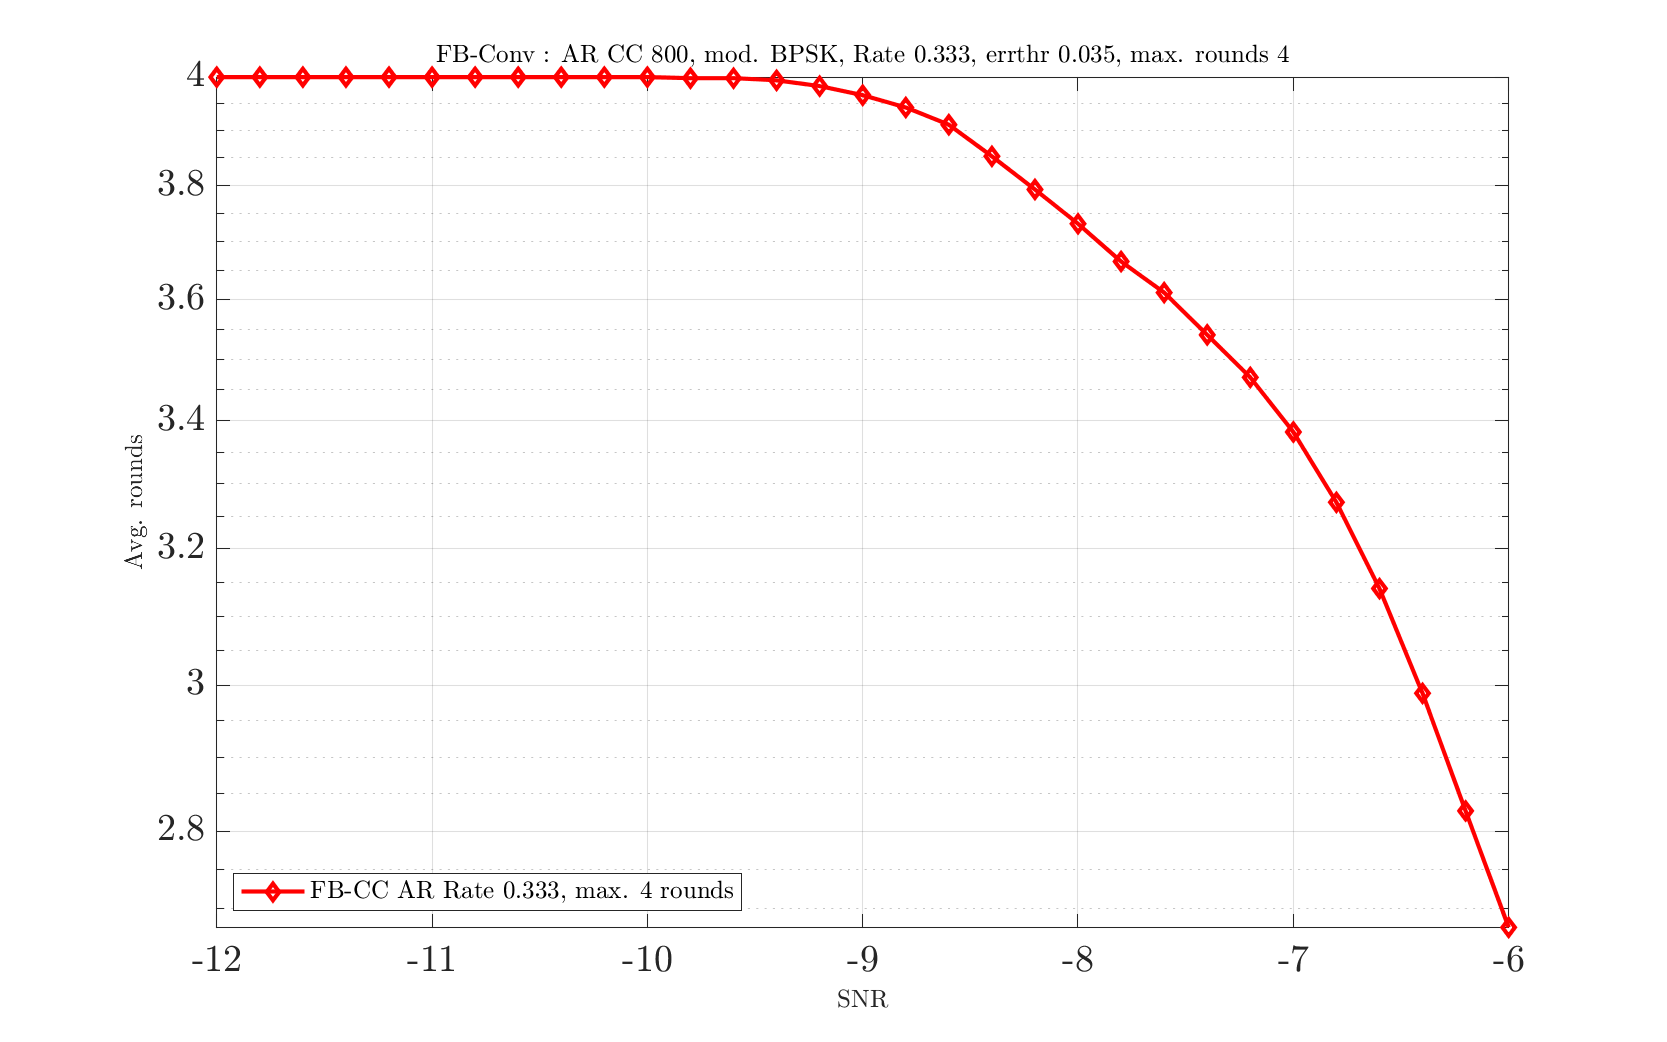 FB-Conv : AR CC 800, mod. BPSK, Rate 0.333, errthr 0.035, max. rounds 4
4
3.8
3.6
3.4
3.2
3
2.8
Avg. rounds
FB-CC AR Rate 0.333, max. 4 rounds
-12 -11 -10 -9 -8 -7 -6
SNR